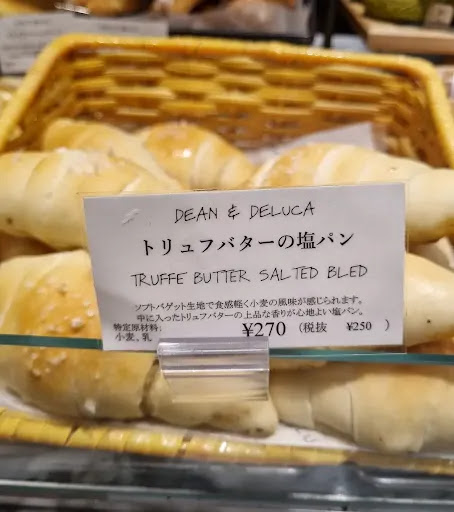 DEAN & DELUCA
トリュフバターの塩パン
TRUFFE BUTTER SALTED BLED
ソフトバゲット生地で食感軽く小麦の風味が感じられます。
中に入ったトリュフバターの上品な香りが心地よい塩パン。
特定原材料: ¥270 (税抜 ¥250 )
小麦、乳